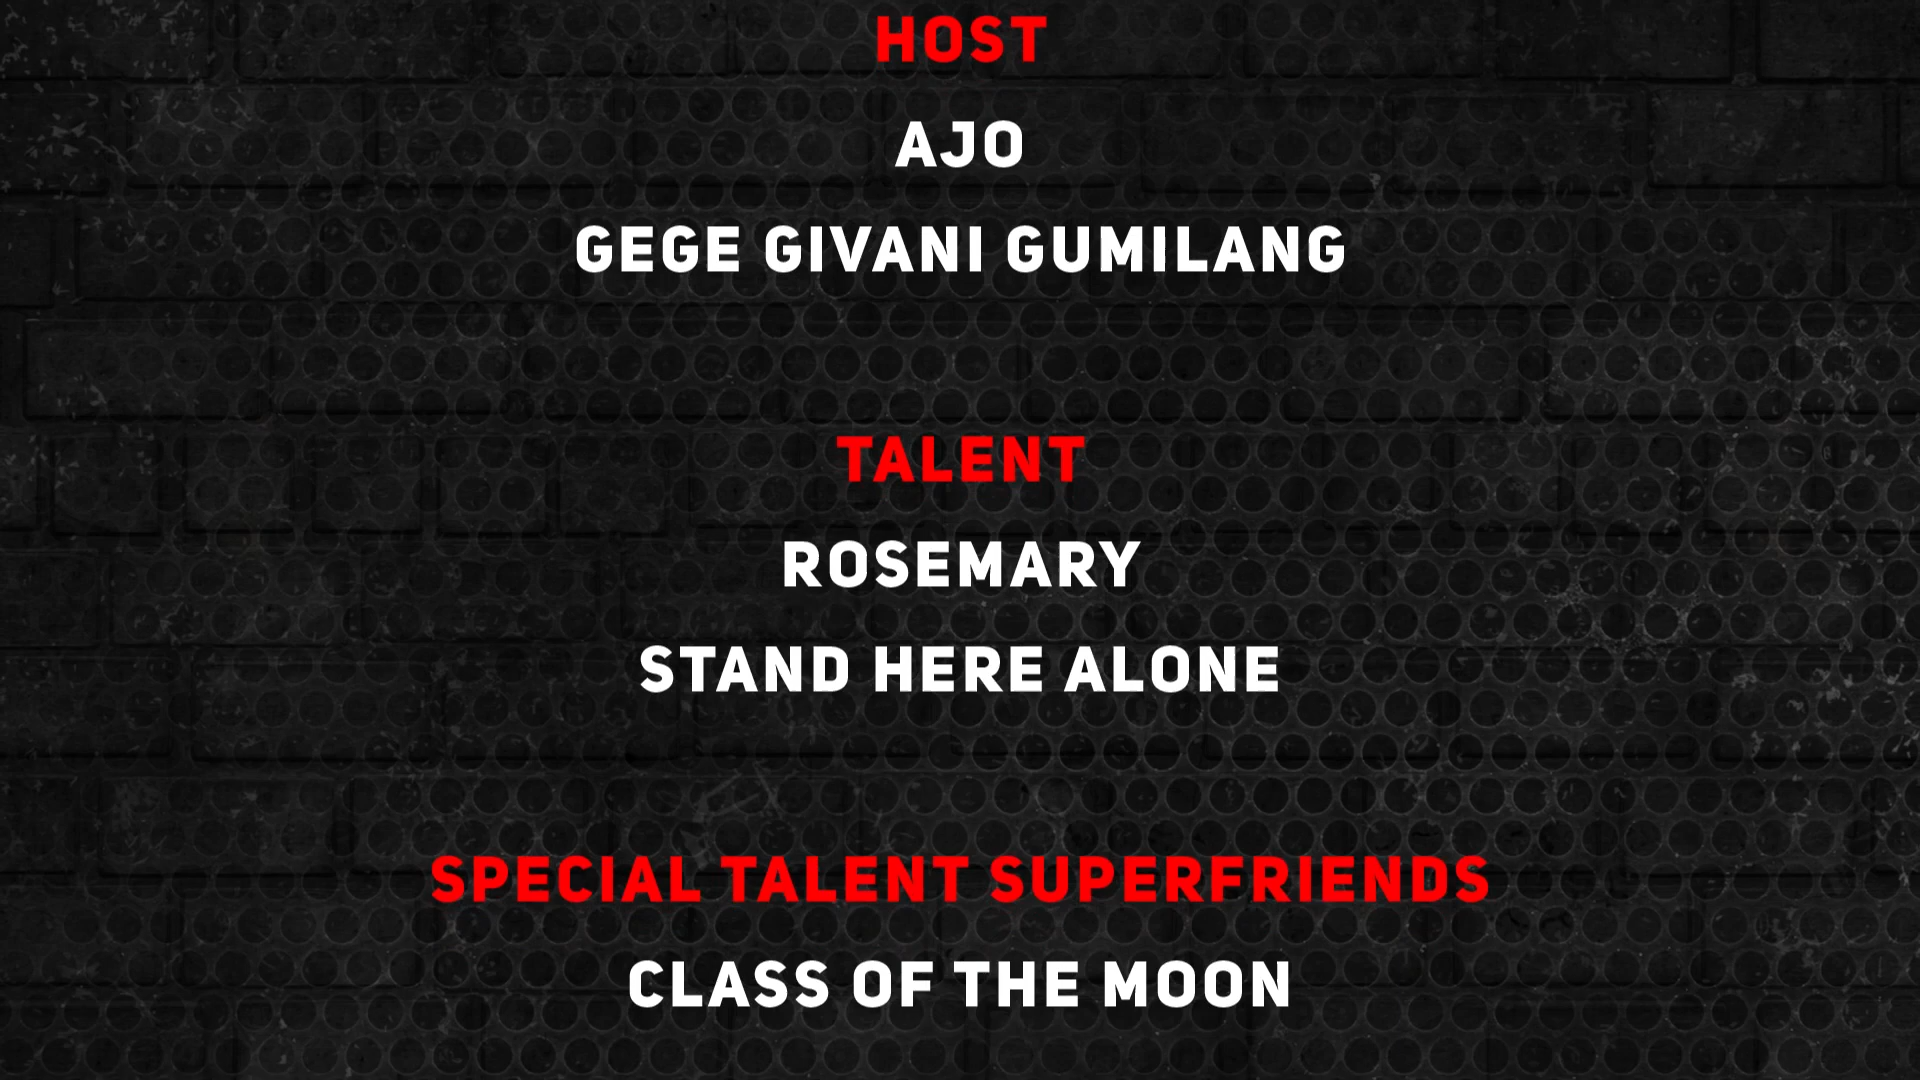 HOST
AJO
GEGE GIVANI GUMILANG
TALENT
ROSEMARY
STAND HERE ALONE
SPECIAL TALENT SUPERFRIENDS
CLASS OF THE MOON